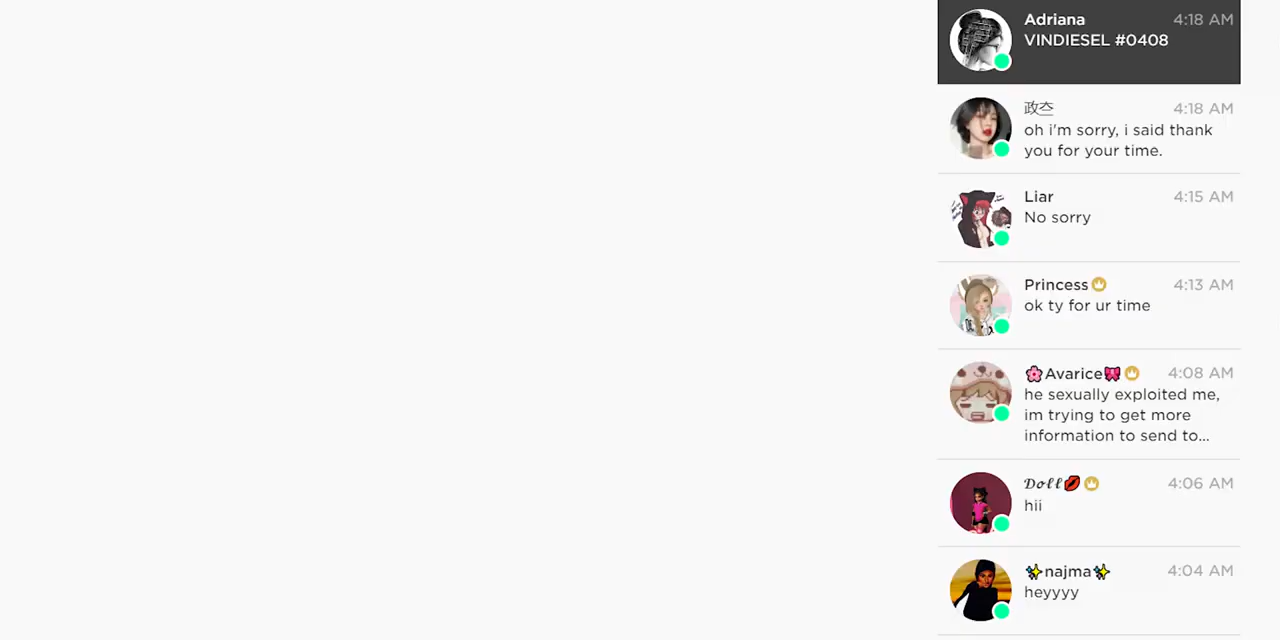 Adriana 4:18 AM
VINDIESEL #0408
政亝 4:18 AM
oh i'm sorry, i said thank
you for your time.
Liar 4:15 AM
No sorry
Princess 4:13 AM
ok ty for ur time
🌸Avarice🎀 4:08 AM
he sexually exploited me,
im trying to get more
information to send to...
𝓓𝓸𝓵𝓵💋 4:06 AM
hii
✨najma✨ 4:04 AM
heyyyy